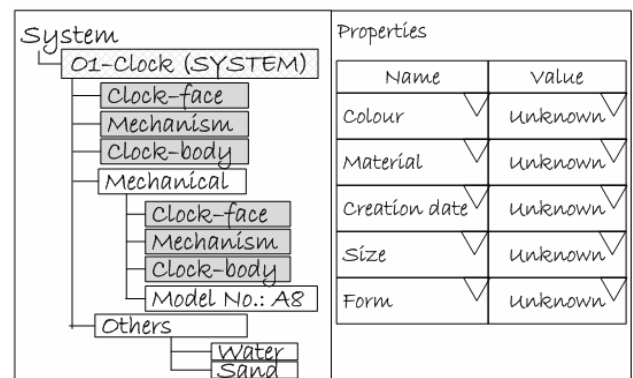 System
01-Clock (SYSTEM)
Clock-face
Mechanism
Clock-body
Mechanical
Clock-face
Mechanism
Clock-body
Model No.: A8
Others
Water
Sand
Properties
Name Value
Colour Unknown
Material Unknown
Creation date Unknown
Size Unknown
Form Unknown